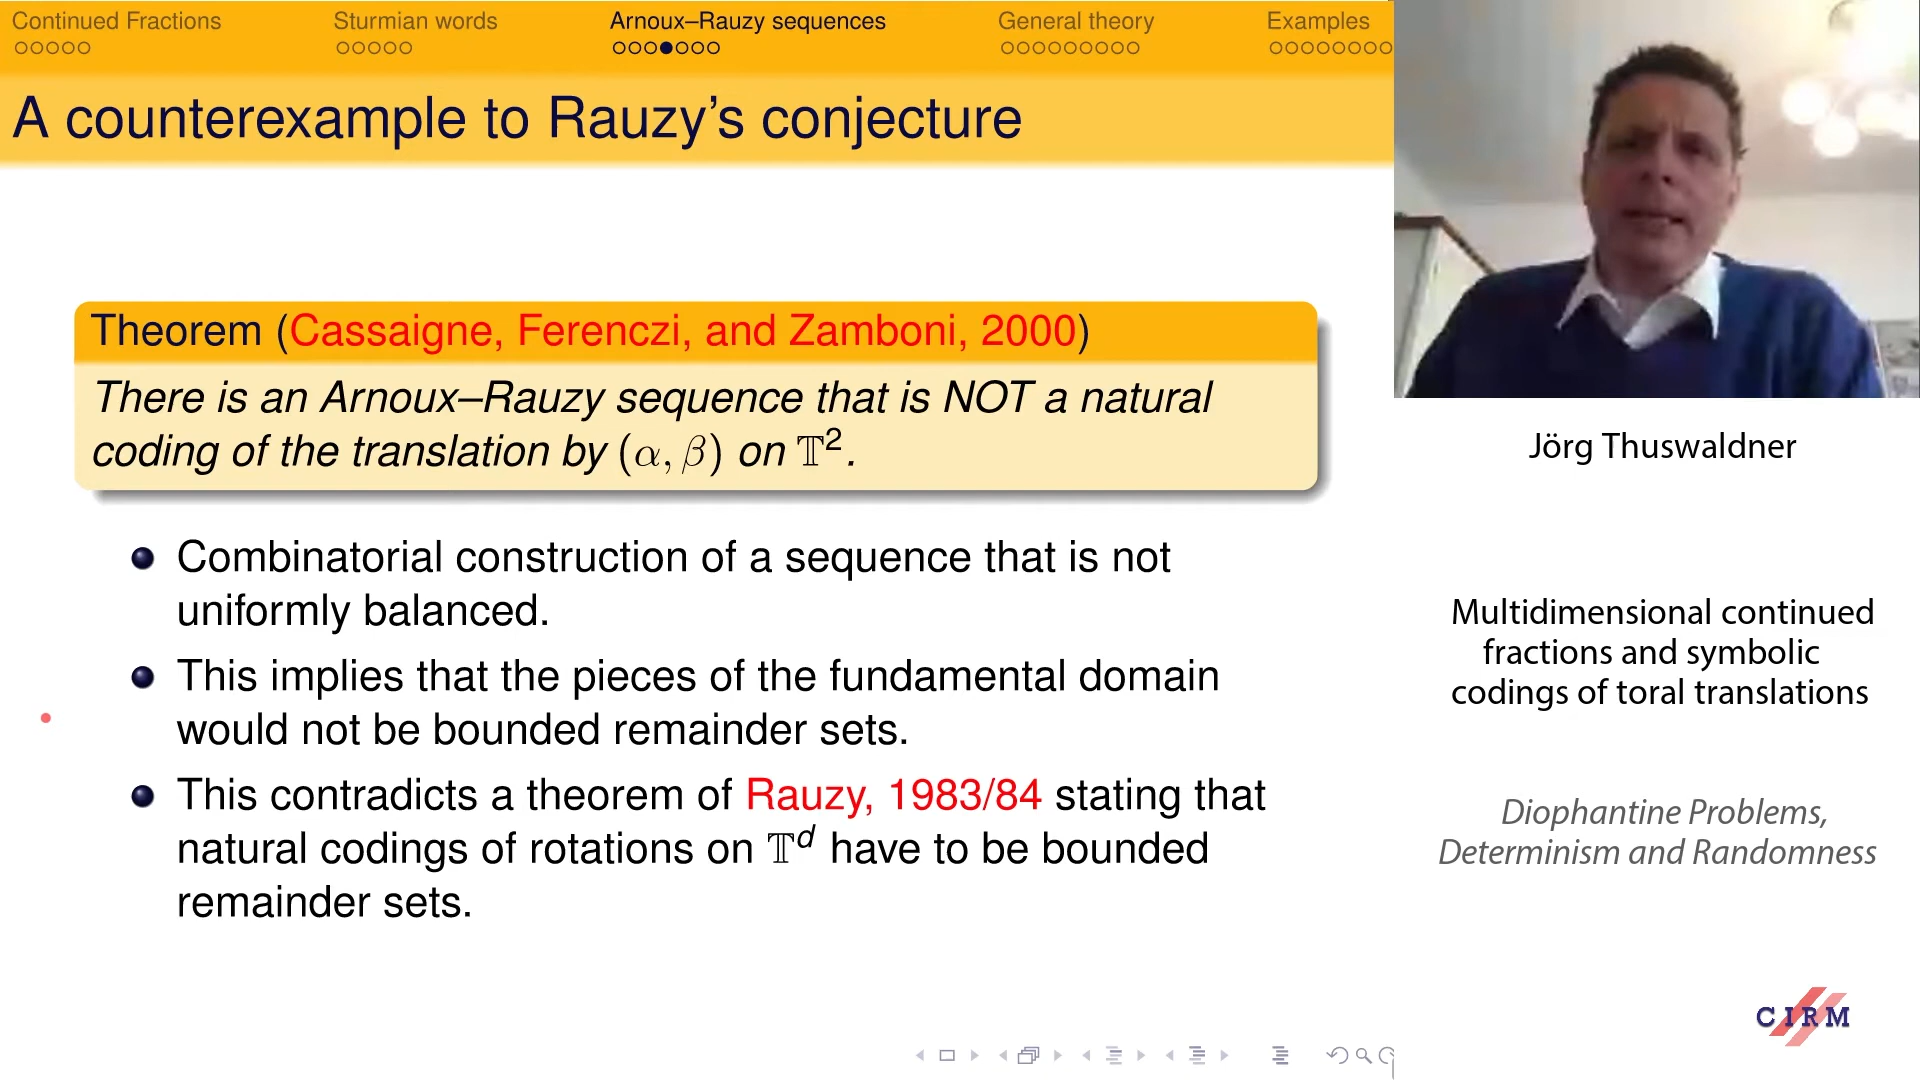 Continued Fractions
Sturmian words
Arnoux–Rauzy sequences
General theory
Examples
A counterexample to Rauzy's conjecture
Theorem (Cassaigne, Ferenczi, and Zamboni, 2000)
There is an Arnoux–Rauzy sequence that is NOT a natural
coding of the translation by (α, β) on 𝕋².
Combinatorial construction of a sequence that is not
uniformly balanced.
This implies that the pieces of the fundamental domain
would not be bounded remainder sets.
This contradicts a theorem of Rauzy, 1983/84 stating that
natural codings of rotations on 𝕋ᵈ have to be bounded
remainder sets.
Jörg Thuswaldner
Multidimensional continued
fractions and symbolic
codings of toral translations
Diophantine Problems,
Determinism and Randomness
CIRM